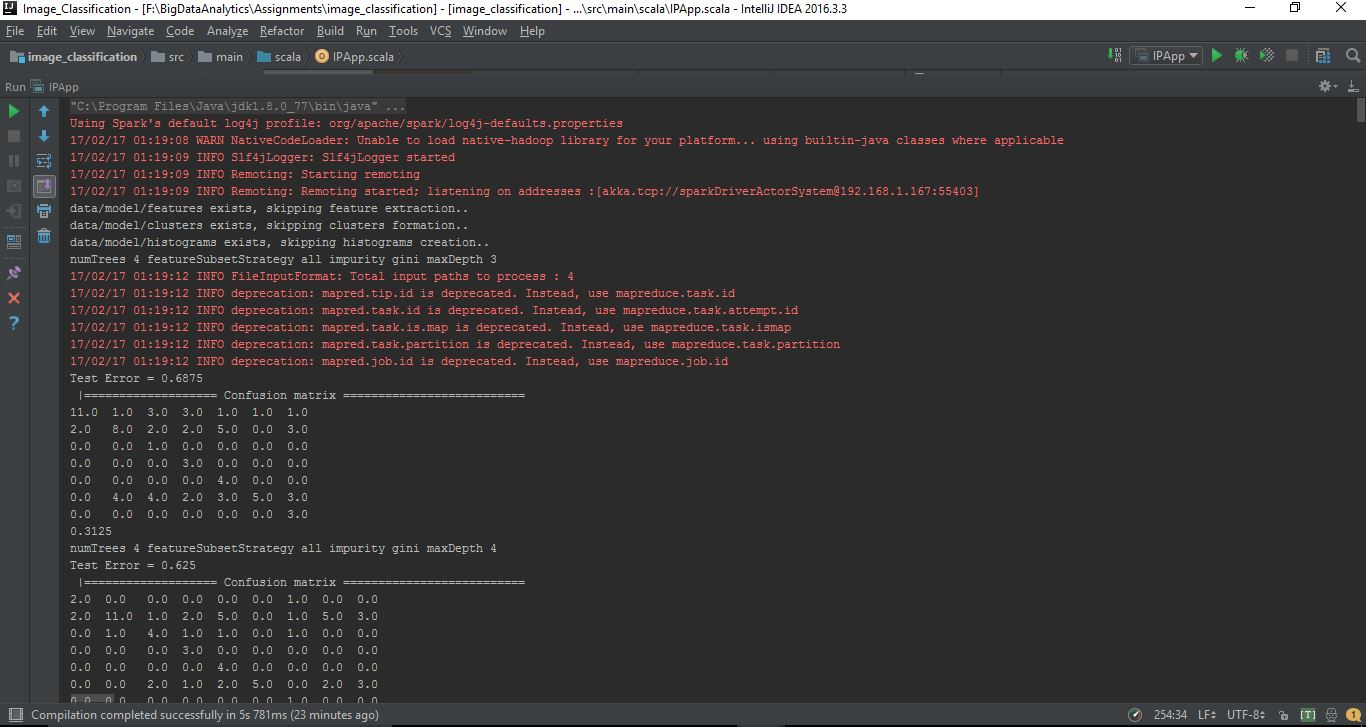 Image_Classification - [F:\BigDataAnalytics\Assignments\image_classification] - [image_classification] - ...\src\main\scala\IPApp.scala - IntelliJ IDEA 2016.3.3
File Edit View Navigate Code Analyze Refactor Build Run Tools VCS Window Help
image_classification src main scala IPApp.scala IPApp
Run IPApp
"C:\Program Files\Java\jdk1.8.0_77\bin\java" ...
Using Spark's default log4j profile: org/apache/spark/log4j-defaults.properties
17/02/17 01:19:08 WARN NativeCodeLoader: Unable to load native-hadoop library for your platform... using builtin-java classes where applicable
17/02/17 01:19:09 INFO Slf4jLogger: Slf4jLogger started
17/02/17 01:19:09 INFO Remoting: Starting remoting
17/02/17 01:19:09 INFO Remoting: Remoting started; listening on addresses :[akka.tcp://sparkDriverActorSystem@192.168.1.167:55403]
data/model/features exists, skipping feature extraction..
data/model/clusters exists, skipping clusters formation..
data/model/histograms exists, skipping histograms creation..
numTrees 4 featureSubsetStrategy all impurity gini maxDepth 3
17/02/17 01:19:12 INFO FileInputFormat: Total input paths to process : 4
17/02/17 01:19:12 INFO deprecation: mapred.tip.id is deprecated. Instead, use mapreduce.task.id
17/02/17 01:19:12 INFO deprecation: mapred.task.id is deprecated. Instead, use mapreduce.task.attempt.id
17/02/17 01:19:12 INFO deprecation: mapred.task.is.map is deprecated. Instead, use mapreduce.task.ismap
17/02/17 01:19:12 INFO deprecation: mapred.task.partition is deprecated. Instead, use mapreduce.task.partition
17/02/17 01:19:12 INFO deprecation: mapred.job.id is deprecated. Instead, use mapreduce.job.id
Test Error = 0.6875
|=================== Confusion matrix ==========================
11.0 1.0 3.0 3.0 1.0 1.0 1.0
2.0 8.0 2.0 2.0 5.0 0.0 3.0
0.0 0.0 1.0 0.0 0.0 0.0 0.0
0.0 0.0 0.0 3.0 0.0 0.0 0.0
0.0 0.0 0.0 0.0 4.0 0.0 0.0
0.0 4.0 4.0 2.0 3.0 5.0 3.0
0.0 0.0 0.0 0.0 0.0 0.0 3.0
0.3125
numTrees 4 featureSubsetStrategy all impurity gini maxDepth 4
Test Error = 0.625
|=================== Confusion matrix ==========================
2.0 0.0 0.0 0.0 0.0 0.0 1.0 0.0 0.0
2.0 11.0 1.0 2.0 5.0 0.0 1.0 5.0 3.0
0.0 1.0 4.0 1.0 1.0 0.0 1.0 0.0 0.0
0.0 0.0 0.0 3.0 0.0 0.0 0.0 0.0 0.0
0.0 0.0 0.0 0.0 4.0 0.0 0.0 0.0 0.0
0.0 0.0 2.0 1.0 2.0 5.0 0.0 2.0 3.0
0.0 0.0 0.0 0.0 0.0 0.0 1.0 0.0 0.0
Compilation completed successfully in 5s 781ms (23 minutes ago) 254:34 LF UTF-8 [T] 1